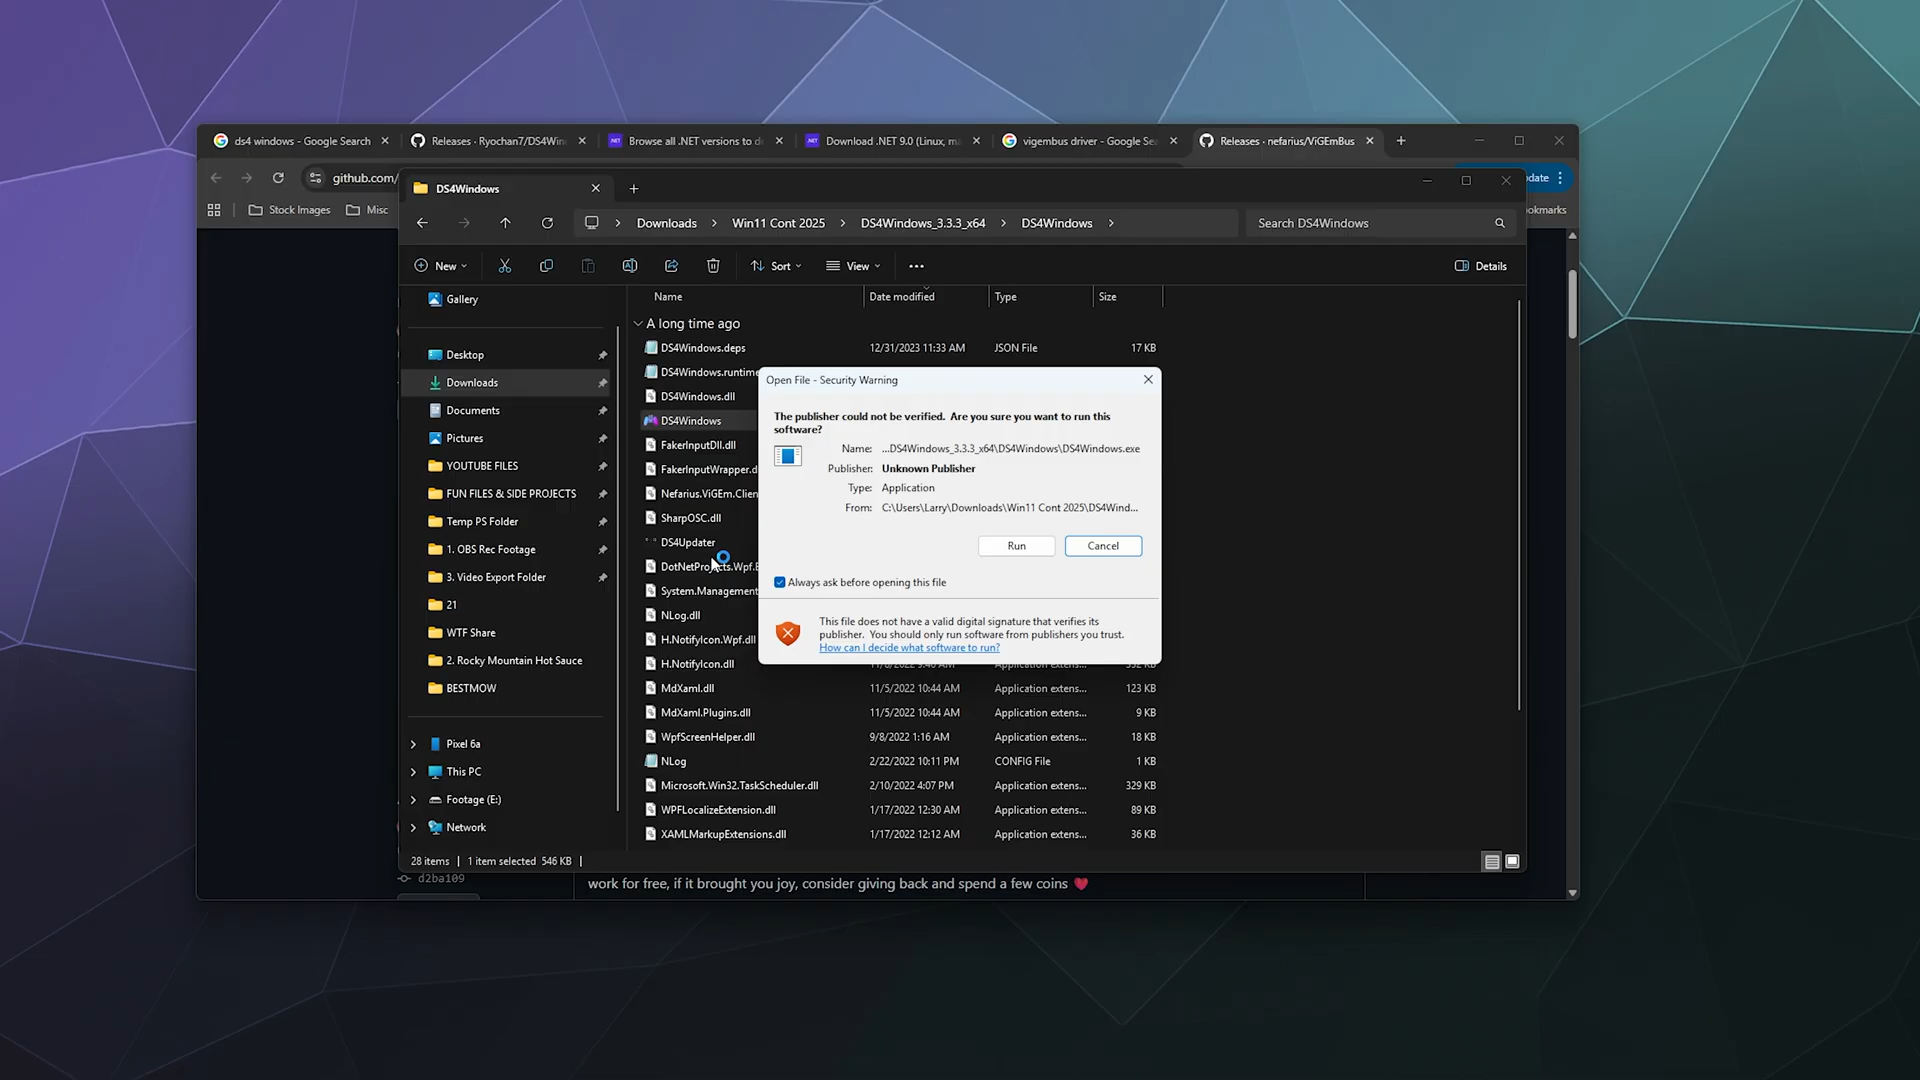 ds4 windows - Google Search
Releases · Ryochan7/DS4Win
Browse all .NET versions to d
Download .NET 9.0 (Linux, ma
vigembus driver - Google Se
Releases · nefarius/ViGEmBus
github.com/
date
Stock Images
Misc
okmarks
DS4Windows
Downloads
Win11 Cont 2025
DS4Windows_3.3.3_x64
DS4Windows
Search DS4Windows
New
Sort
View
Details
Name
Date modified
Type
Size
Gallery
Desktop
Downloads
Documents
Pictures
YOUTUBE FILES
FUN FILES & SIDE PROJECTS
Temp PS Folder
1. OBS Rec Footage
3. Video Export Folder
21
WTF Share
2. Rocky Mountain Hot Sauce
BESTMOW
Pixel 6a
This PC
Footage (E:)
Network
A long time ago
DS4Windows.deps 12/31/2023 11:33 AM JSON File 17 KB
DS4Windows.runtime
DS4Windows.dll
DS4Windows
FakerInputDll.dll
FakerInputWrapper.d
Nefarius.ViGEm.Clien
SharpOSC.dll
DS4Updater
DotNetProjects.Wpf.E
System.Management
NLog.dll
H.NotifyIcon.Wpf.dll
H.NotifyIcon.dll
MdXaml.dll 11/5/2022 10:44 AM Application extens... 123 KB
MdXaml.Plugins.dll 11/5/2022 10:44 AM Application extens... 9 KB
WpfScreenHelper.dll 9/8/2022 1:16 AM Application extens... 18 KB
NLog 2/22/2022 10:11 PM CONFIG File 1 KB
Microsoft.Win32.TaskScheduler.dll 2/10/2022 4:07 PM Application extens... 329 KB
WPFLocalizeExtension.dll 1/17/2022 12:30 AM Application extens... 89 KB
XAMLMarkupExtensions.dll 1/17/2022 12:12 AM Application extens... 36 KB
Open File - Security Warning
The publisher could not be verified. Are you sure you want to run this
software?
Name: ...DS4Windows_3.3.3_x64\DS4Windows\DS4Windows.exe
Publisher: Unknown Publisher
Type: Application
From: C:\Users\Larry\Downloads\Win11 Cont 2025\DS4Wind...
Run
Cancel
Always ask before opening this file
This file does not have a valid digital signature that verifies its
publisher. You should only run software from publishers you trust.
How can I decide what software to run?
28 items
1 item selected 546 KB
d2ba109
work for free, if it brought you joy, consider giving back and spend a few coins ❤️